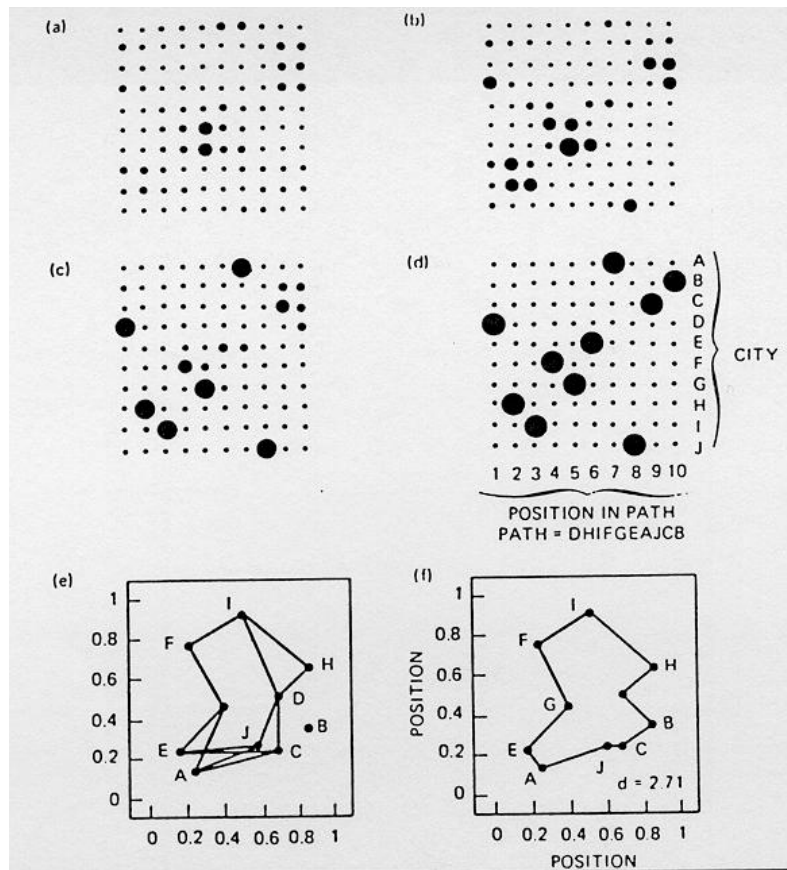 (a)
(b)
(c)
(d)
A
B
C
D
E
F
G
H
I
J
CITY
1 2 3 4 5 6 7 8 9 10
POSITION IN PATH
PATH = DHIFGEAJCB
(e)
1
0.8
0.6
0.4
0.2
0
I
F
H
D
B
J
E
C
A
0 0.2 0.4 0.6 0.8 1
(f)
POSITION
1
0.8
0.6
0.4
0.2
0
I
F
H
G
B
E
J
C
A
d = 2.71
0 0.2 0.4 0.6 0.8 1
POSITION